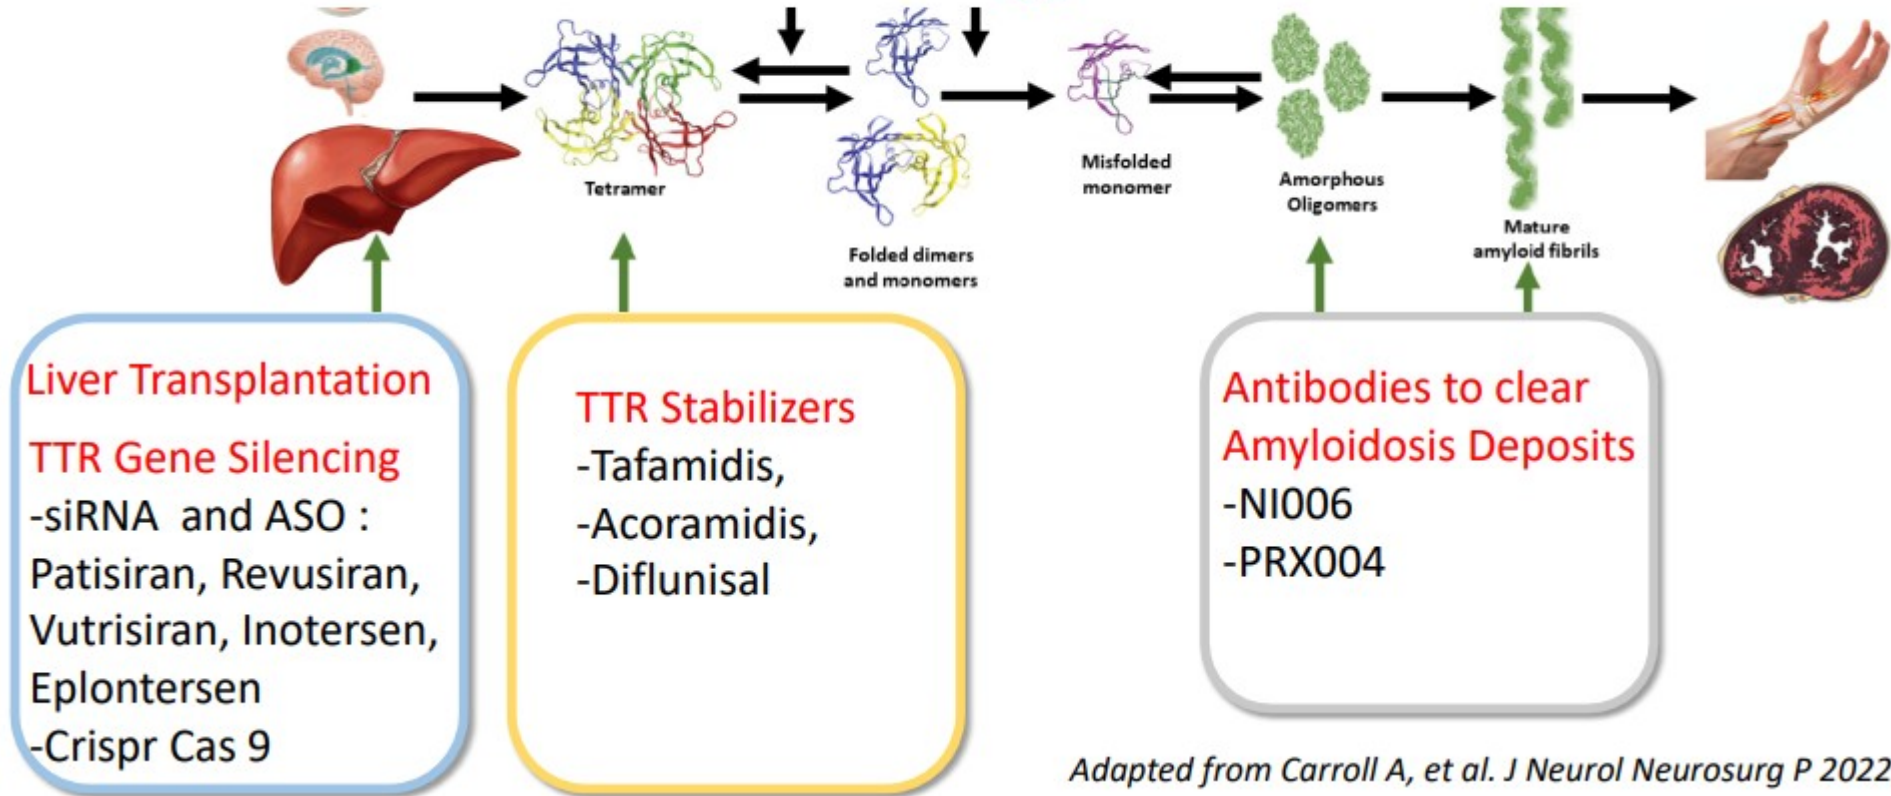 Tetramer
Folded dimers
and monomers
Misfolded
monomer
Amorphous
Oligomers
Mature
amyloid fibrils
Liver Transplantation
TTR Gene Silencing
-siRNA and ASO :
Patisiran, Revusiran,
Vutrisiran, Inotersen,
Eplontersen
-Crispr Cas 9
TTR Stabilizers
-Tafamidis,
-Acoramidis,
-Diflunisal
Antibodies to clear
Amyloidosis Deposits
-NI006
-PRX004
Adapted from Carroll A, et al. J Neurol Neurosurg P 2022